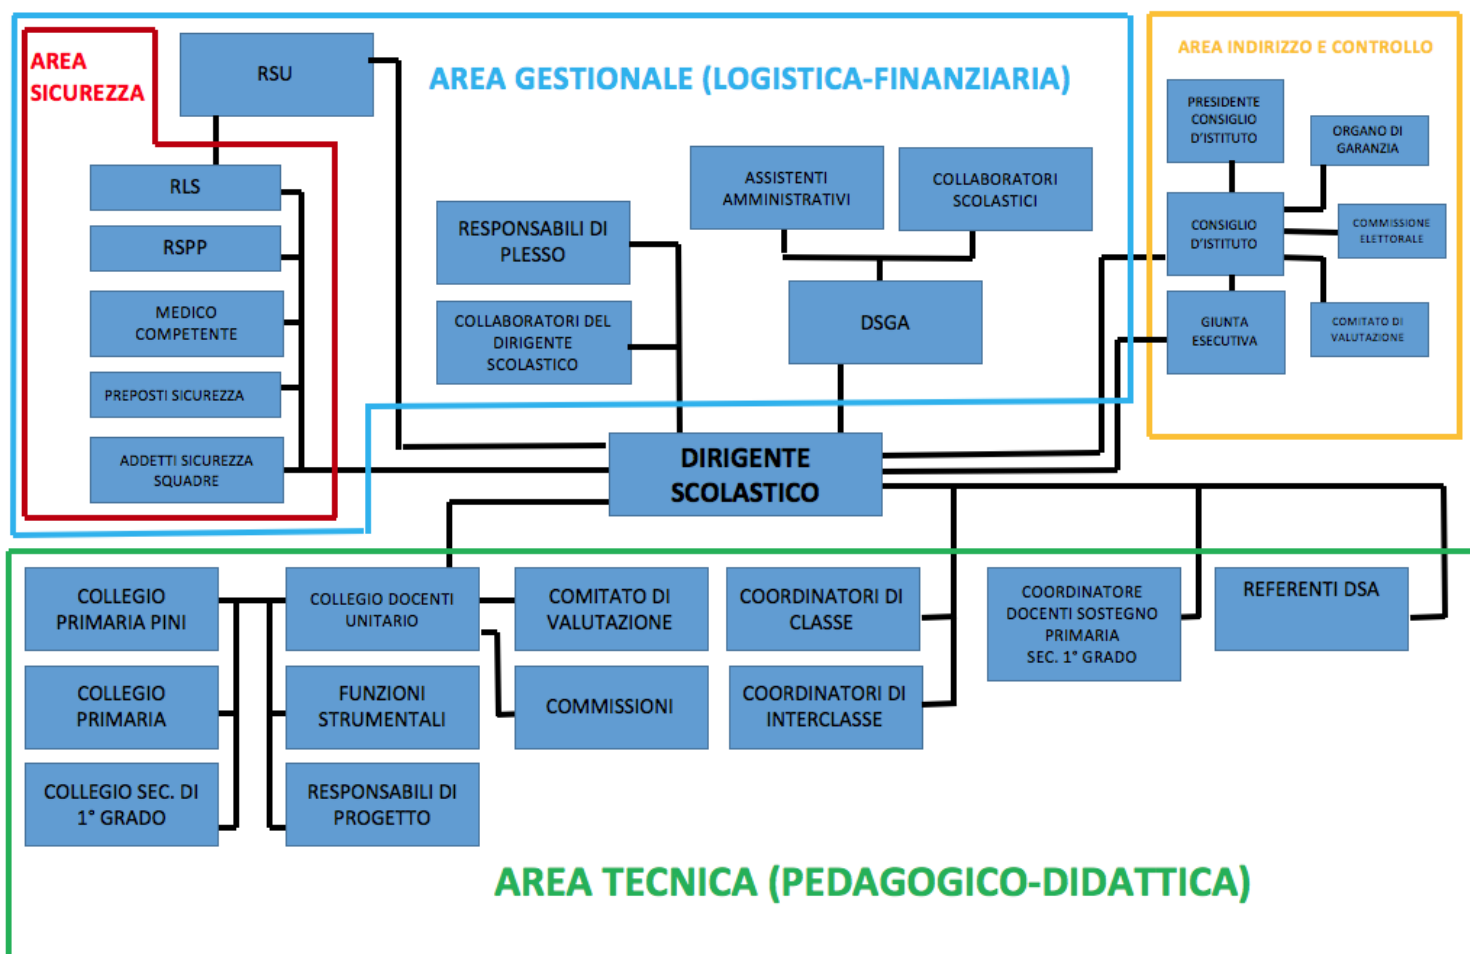 AREA
SICUREZZA
RSU
AREA GESTIONALE (LOGISTICA-FINANZIARIA)
AREA INDIRIZZO E CONTROLLO
RLS
RSPP
MEDICO
COMPETENTE
PREPOSTI SICUREZZA
ADDETTI SICUREZZA
SQUADRE
RESPONSABILI DI
PLESSO
COLLABORATORI DEL
DIRIGENTE
SCOLASTICO
ASSISTENTI
AMMINISTRATIVI
COLLABORATORI
SCOLASTICI
DSGA
PRESIDENTE
CONSIGLIO
D'ISTITUTO
ORGANO DI
GARANZIA
CONSIGLIO
D'ISTITUTO
COMMISSIONE
ELETTORALE
GIUNTA
ESECUTIVA
COMITATO DI
VALUTAZIONE
DIRIGENTE
SCOLASTICO
COLLEGIO
PRIMARIA PINI
COLLEGIO DOCENTI
UNITARIO
COMITATO DI
VALUTAZIONE
COORDINATORI DI
CLASSE
COORDINATORE
DOCENTI SOSTEGNO
PRIMARIA
SEC. 1° GRADO
REFERENTI DSA
COLLEGIO
PRIMARIA
FUNZIONI
STRUMENTALI
COMMISSIONI
COORDINATORI DI
INTERCLASSE
COLLEGIO SEC. DI
1° GRADO
RESPONSABILI DI
PROGETTO
AREA TECNICA (PEDAGOGICO-DIDATTICA)